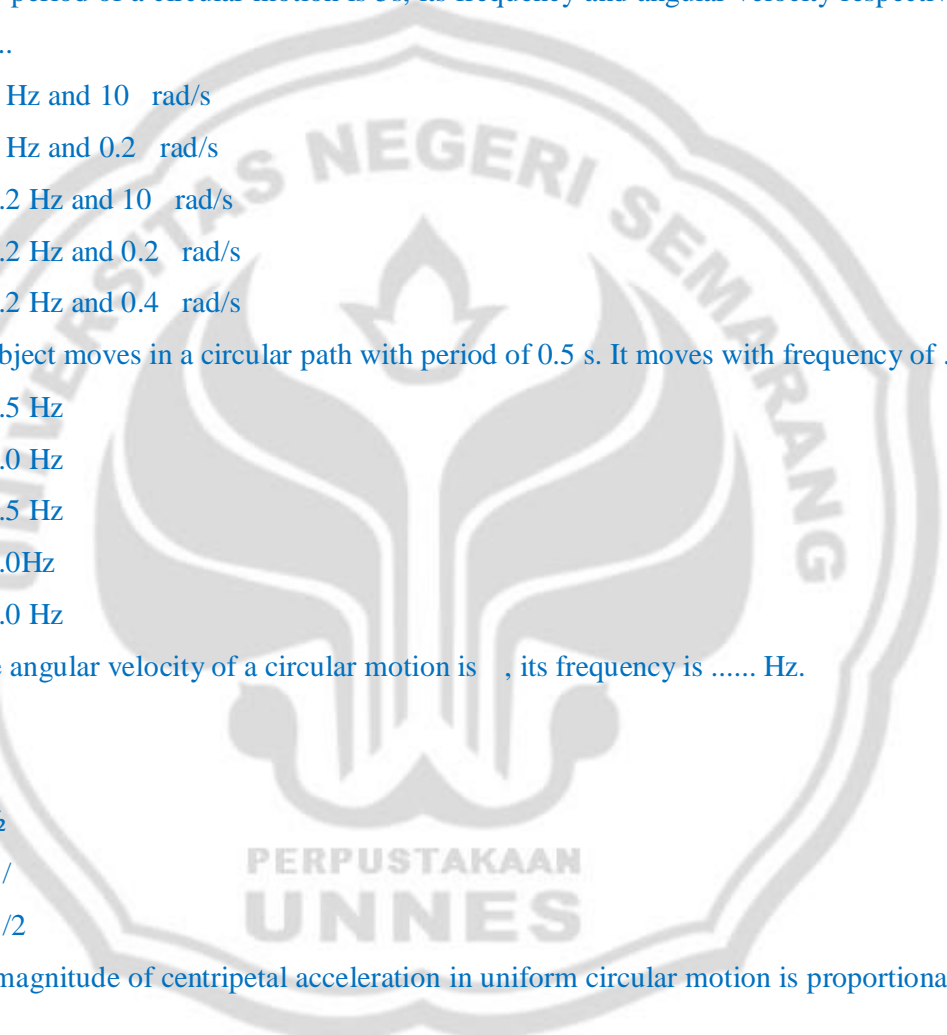 period of a circular motion is 5s, its frequency and angular velocity
..
Hz and 10 rad/s
Hz and 0.2 rad/s
.2 Hz and 10 rad/s
.2 Hz and 0.2 rad/s
.2 Hz and 0.4 rad/s
bject moves in a circular path with period of 0.5 s. It moves with frequency of .
.5 Hz
.0 Hz
.5 Hz
.0Hz
.0 Hz
e angular velocity of a circular motion is , its frequency is ...... Hz.
/
/2
magnitude of centripetal acceleration in uniform circular motion is proportiona
UNIVERSITAS NEGERI SEMARANG
PERPUSTAKAAN
UNNES